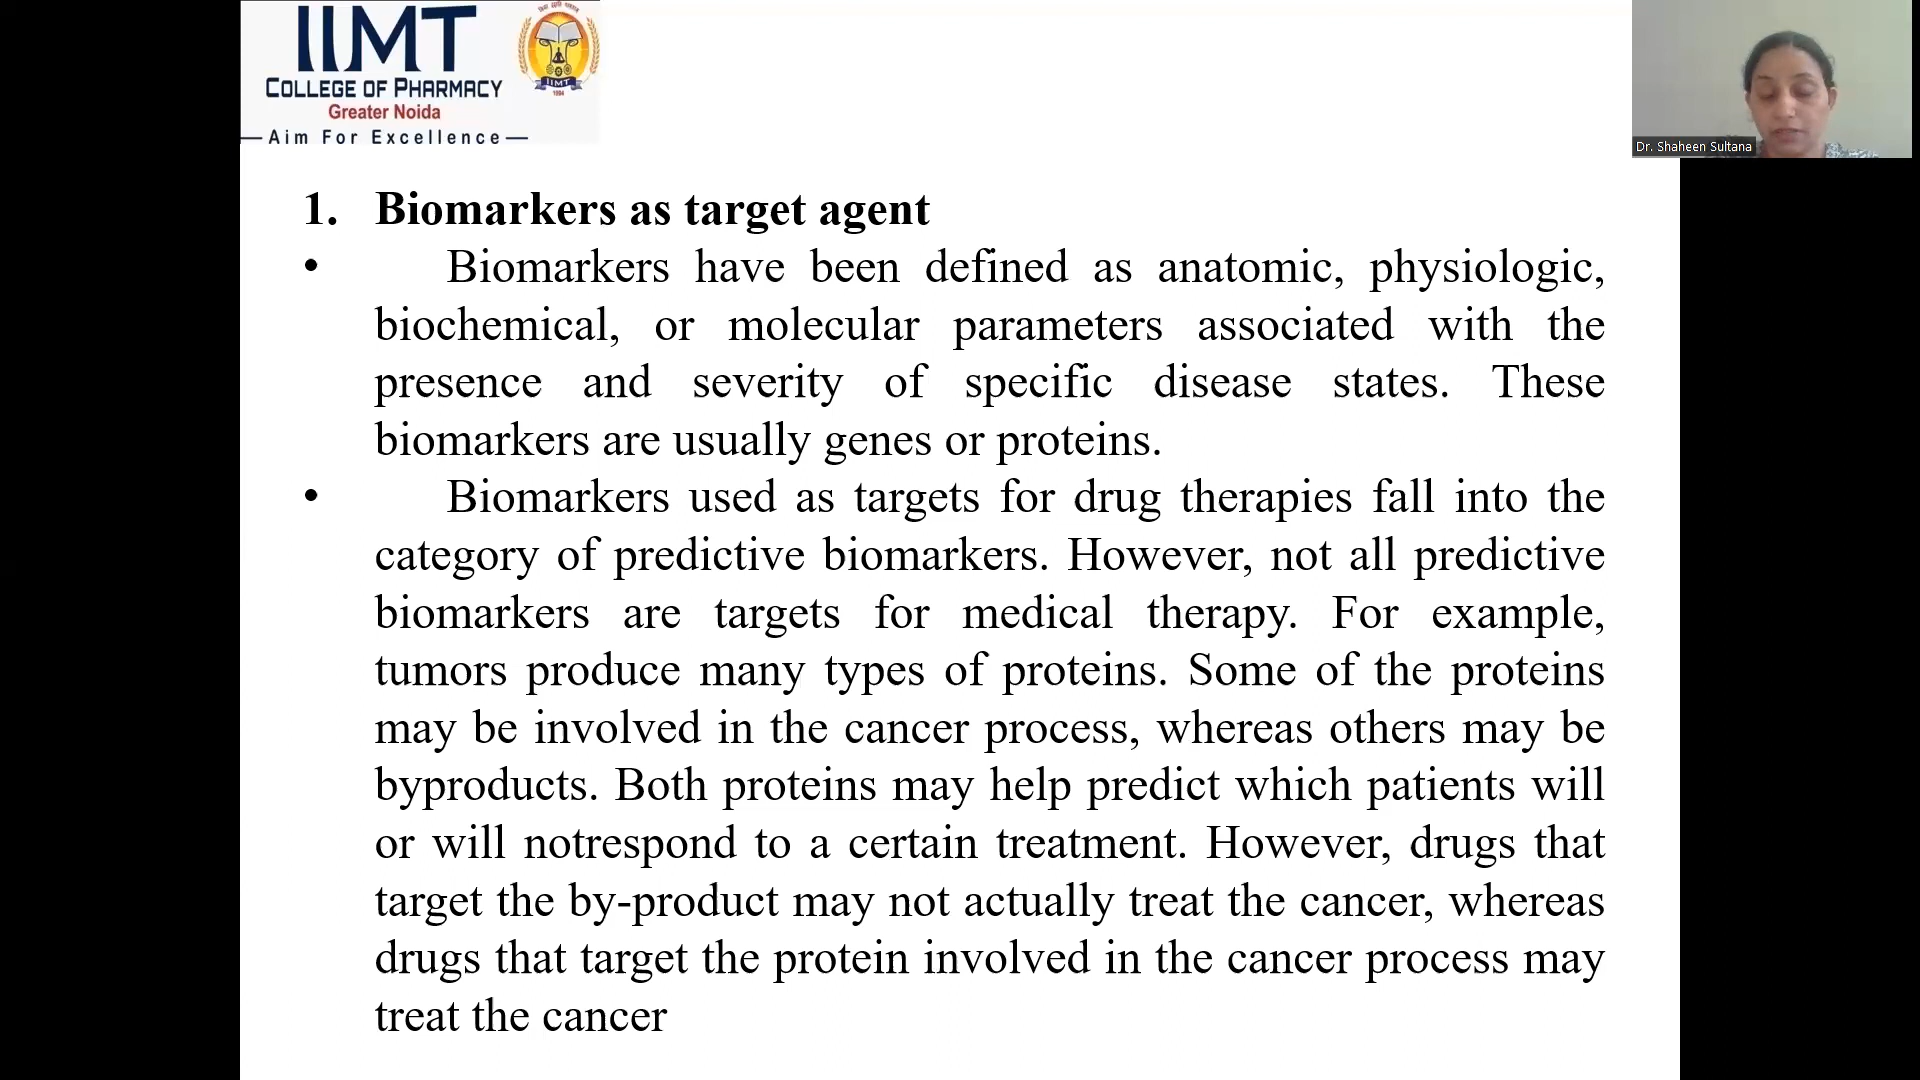 IIMT
COLLEGE OF PHARMACY
Greater Noida
Aim For Excellence
IIMT
Dr. Shaheen Sultana
1. Biomarkers as target agent
• Biomarkers have been defined as anatomic, physiologic,
biochemical, or molecular parameters associated with the
presence and severity of specific disease states. These
biomarkers are usually genes or proteins.
• Biomarkers used as targets for drug therapies fall into the
category of predictive biomarkers. However, not all predictive
biomarkers are targets for medical therapy. For example,
tumors produce many types of proteins. Some of the proteins
may be involved in the cancer process, whereas others may be
byproducts. Both proteins may help predict which patients will
or will notrespond to a certain treatment. However, drugs that
target the by-product may not actually treat the cancer, whereas
drugs that target the protein involved in the cancer process may
treat the cancer